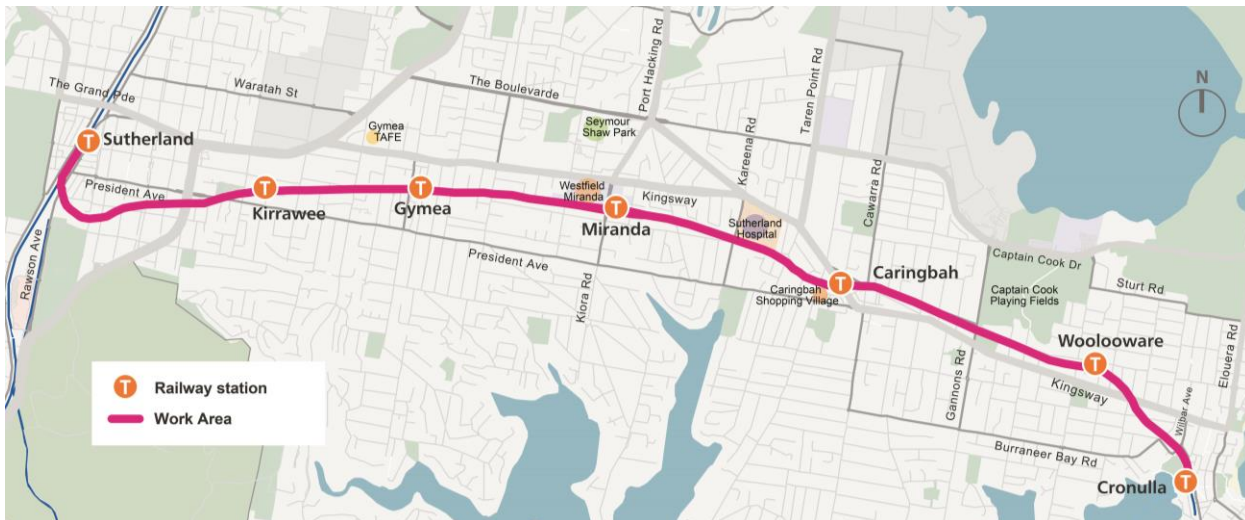 N
The Grand Pde
Waratah St
The Boulevarde
Port Hacking Rd
Taren Point Rd
T
Sutherland
Gymea
TAFE
Seymour
Shaw Park
Kareena Rd
Cawarra Rd
President Ave
T
Kirrawee
T
Gymea
Westfield
Miranda
Kingsway
T
Miranda
Sutherland
Hospital
Rawson Ave
President Ave
Kiora Rd
T
Caringbah
Caringbah
Shopping Village
Captain Cook Dr
Captain Cook
Playing Fields
Sturt Rd
Gannons Rd
Woolooware
T
Elouera Rd
Kingsway
Wilbar Ave
Burraneer Bay Rd
Cronulla
T
T Railway station
Work Area